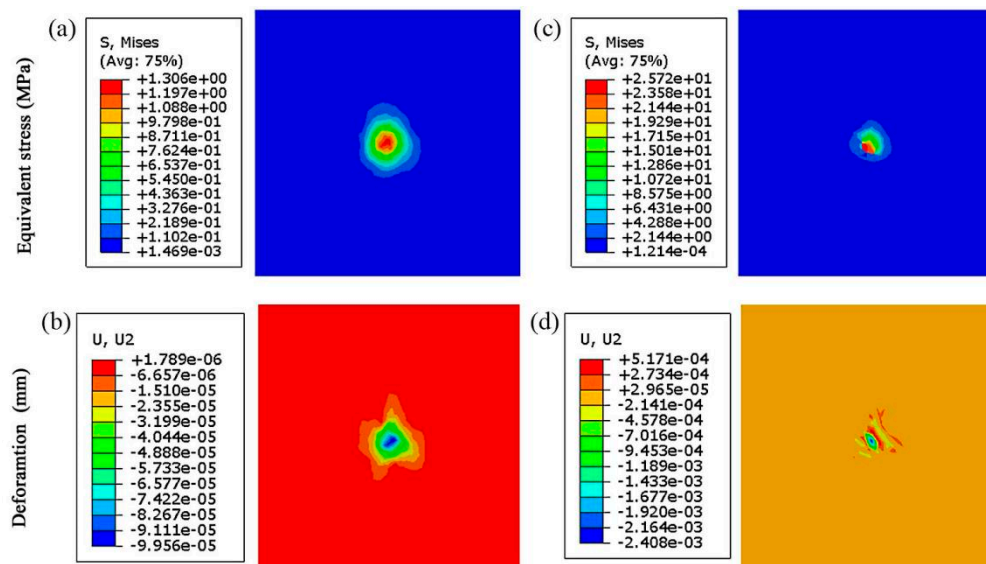 Equivalent stress (MPa)
(a)
S, Mises
(Avg: 75%)
+1.306e+00
+1.197e+00
+1.088e+00
+9.798e-01
+8.711e-01
+7.624e-01
+6.537e-01
+5.450e-01
+4.363e-01
+3.276e-01
+2.189e-01
+1.102e-01
+1.469e-03
(c)
S, Mises
(Avg: 75%)
+2.572e+01
+2.358e+01
+2.144e+01
+1.929e+01
+1.715e+01
+1.501e+01
+1.286e+01
+1.072e+01
+8.575e+00
+6.431e+00
+4.288e+00
+2.144e+00
+1.214e-04
Deforamtion (mm)
(b)
U, U2
+1.789e-06
-6.657e-06
-1.510e-05
-2.355e-05
-3.199e-05
-4.044e-05
-4.888e-05
-5.733e-05
-6.577e-05
-7.422e-05
-8.267e-05
-9.111e-05
-9.956e-05
(d)
U, U2
+5.171e-04
+2.734e-04
+2.965e-05
-2.141e-04
-4.578e-04
-7.016e-04
-9.453e-04
-1.189e-03
-1.433e-03
-1.677e-03
-1.920e-03
-2.164e-03
-2.408e-03